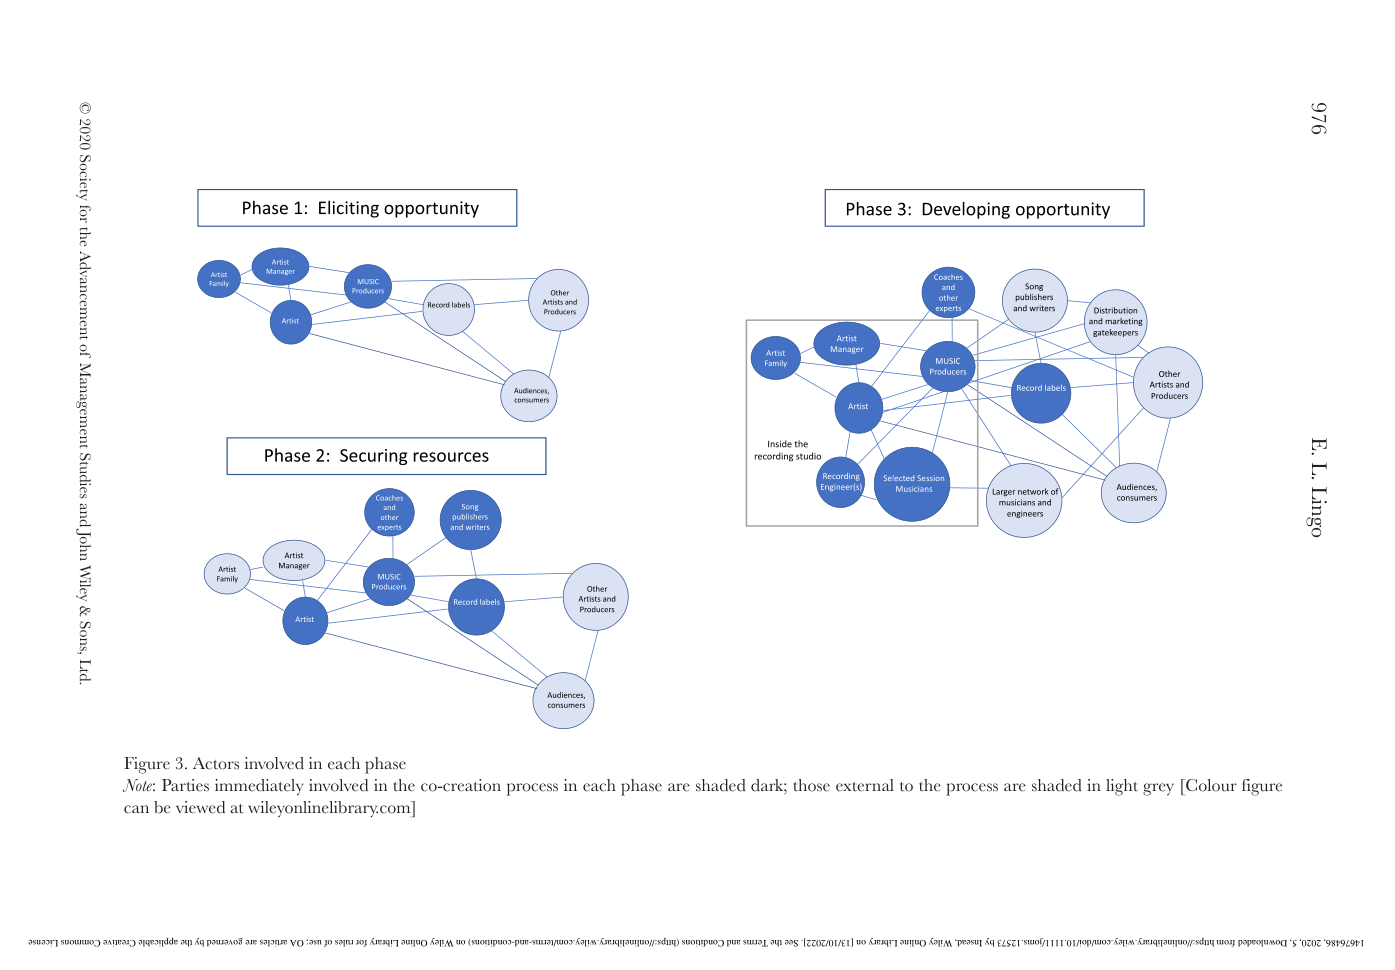 976
E. L. Lingo
Phase 1: Eliciting opportunity
Artist
Family
Artist
Manager
MUSIC
Producers
Artist
Record labels
Other
Artists and
Producers
Audiences,
consumers
Phase 2: Securing resources
Coaches
and
other
experts
Song
publishers
and writers
Artist
Family
Artist
Manager
MUSIC
Producers
Artist
Record labels
Other
Artists and
Producers
Audiences,
consumers
Phase 3: Developing opportunity
Coaches
and
other
experts
Song
publishers
and writers
Distribution
and marketing
gatekeepers
Artist
Family
Artist
Manager
MUSIC
Producers
Artist
Record labels
Other
Artists and
Producers
Inside the
recording studio
Recording
Engineer(s)
Selected Session
Musicians
Larger network of
musicians and
engineers
Audiences,
consumers
Figure 3. Actors involved in each phase
Note: Parties immediately involved in the co-creation process in each phase are shaded dark; those external to the process are shaded in light grey [Colour figure
can be viewed at wileyonlinelibrary.com]
© 2020 Society for the Advancement of Management Studies and John Wiley & Sons, Ltd.
14676486, 2020, 5, Downloaded from https://onlinelibrary.wiley.com/doi/10.1111/joms.12573 by Insead, Wiley Online Library on [13/10/2022]. See the Terms and Conditions (https://onlinelibrary.wiley.com/terms-and-conditions) on Wiley Online Library for rules of use; OA articles are governed by the applicable Creative Commons License